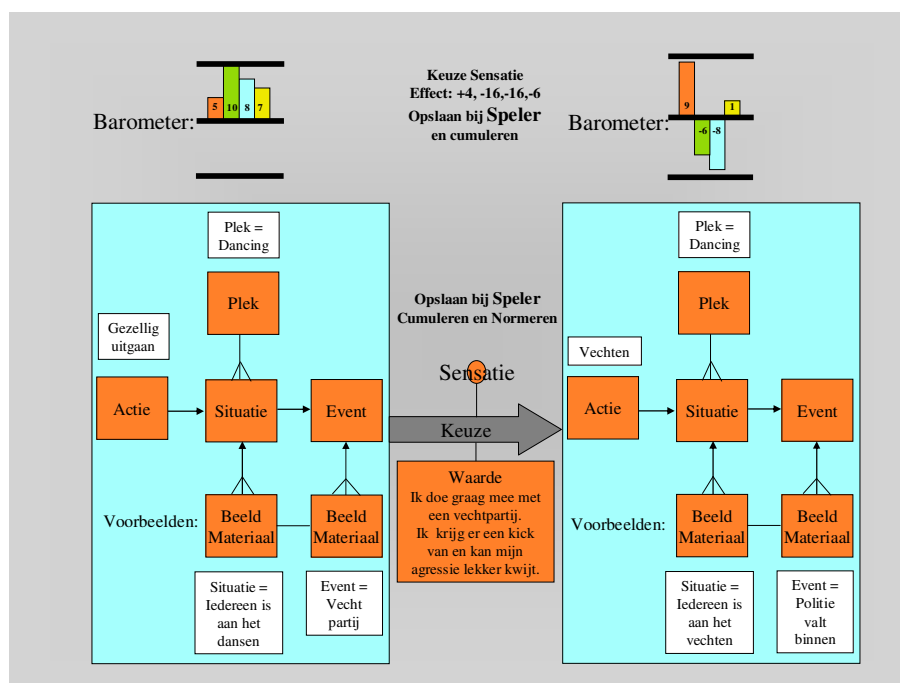 Barometer:
5
10
8
7
Keuze Sensatie
Effect: +4, -16,-16,-6
Opslaan bij Speler
en cumuleren
Barometer:
9
-6
-8
1
Plek =
Dancing
Plek
Gezellig
uitgaan
Actie
Situatie
Event
Voorbeelden:
Beeld
Materiaal
Beeld
Materiaal
Situatie =
Iedereen is
aan het
dansen
Event =
Vecht
partij
Opslaan bij Speler
Cumuleren en Normeren
Sensatie
Keuze
Waarde
Ik doe graag mee met
een vechtpartij.
Ik krijg er een kick
van en kan mijn
agressie lekker kwijt.
Plek =
Dancing
Plek
Vechten
Actie
Situatie
Event
Voorbeelden:
Beeld
Materiaal
Beeld
Materiaal
Situatie =
Iedereen is
aan het
vechten
Event =
Politie
valt
binnen